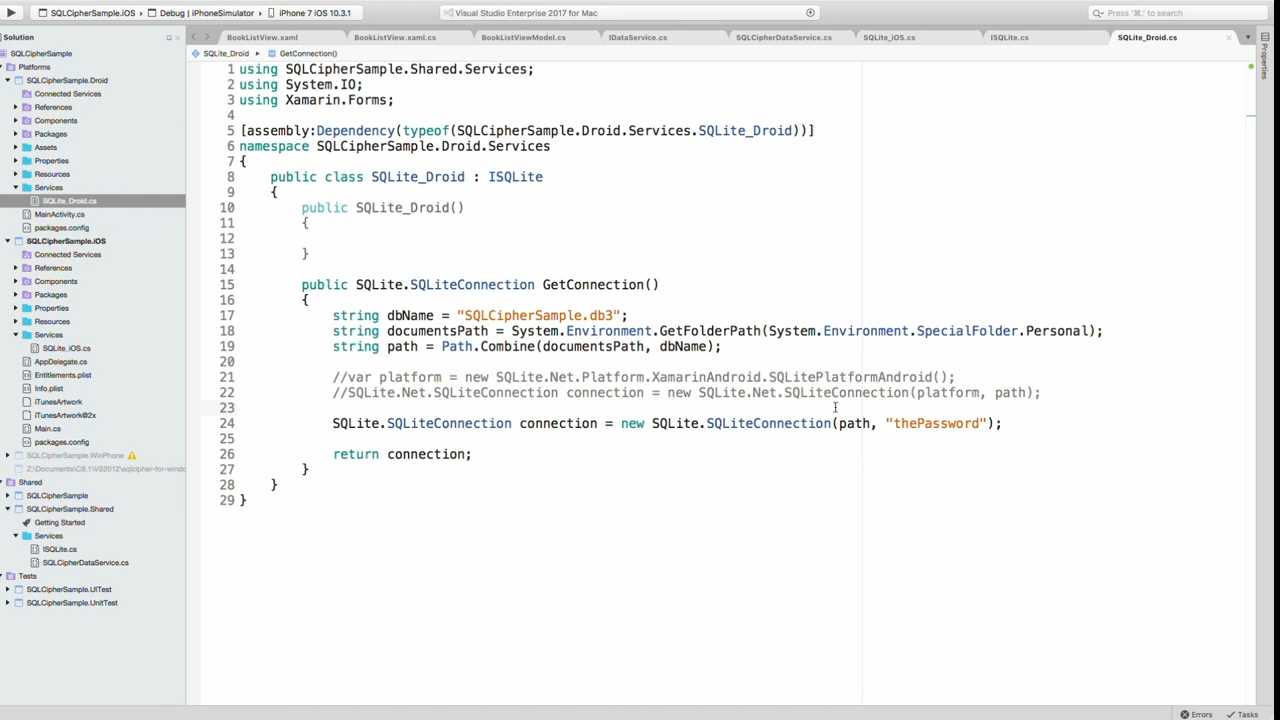 SQLCipherSample.iOS
Debug | iPhoneSimulator
iPhone 7 iOS 10.3.1
Visual Studio Enterprise 2017 for Mac
Press '⌘.' to search
Solution
BookListView.xaml
BookListView.xaml.cs
BookListViewModel.cs
IDataService.cs
SQLCipherDataService.cs
SQLite_iOS.cs
ISQLite.cs
SQLite_Droid.cs
Properties
SQLite_Droid
GetConnection()
SQLCipherSample
Platforms
SQLCipherSample.Droid
Connected Services
References
Components
Packages
Assets
Properties
Resources
Services
SQLite_Droid.cs
MainActivity.cs
packages.config
SQLCipherSample.iOS
Connected Services
References
Components
Packages
Properties
Resources
Services
SQLite_iOS.cs
AppDelegate.cs
Entitlements.plist
Info.plist
iTunesArtwork
iTunesArtwork@2x
Main.cs
packages.config
SQLCipherSample.WinPhone
Z:\Documents\C6.1\VS2012\sqlcipher-for-windo
Shared
SQLCipherSample
SQLCipherSample.Shared
Getting Started
Services
ISQLite.cs
SQLCipherDataService.cs
Tests
SQLCipherSample.UITest
SQLCipherSample.UnitTest
1 using SQLCipherSample.Shared.Services;
2 using System.IO;
3 using Xamarin.Forms;
4
5 [assembly:Dependency(typeof(SQLCipherSample.Droid.Services.SQLite_Droid))]
6 namespace SQLCipherSample.Droid.Services
7 {
8 public class SQLite_Droid : ISQLite
9 {
10 public SQLite_Droid()
11 {
12
13 }
14
15 public SQLite.SQLiteConnection GetConnection()
16 {
17 string dbName = "SQLCipherSample.db3";
18 string documentsPath = System.Environment.GetFolderPath(System.Environment.SpecialFolder.Personal);
19 string path = Path.Combine(documentsPath, dbName);
20
21 //var platform = new SQLite.Net.Platform.XamarinAndroid.SQLitePlatformAndroid();
22 //SQLite.Net.SQLiteConnection connection = new SQLite.Net.SQLiteConnection(platform, path);
23
24 SQLite.SQLiteConnection connection = new SQLite.SQLiteConnection(path, "thePassword");
25
26 return connection;
27 }
28 }
29 }
Errors
Tasks